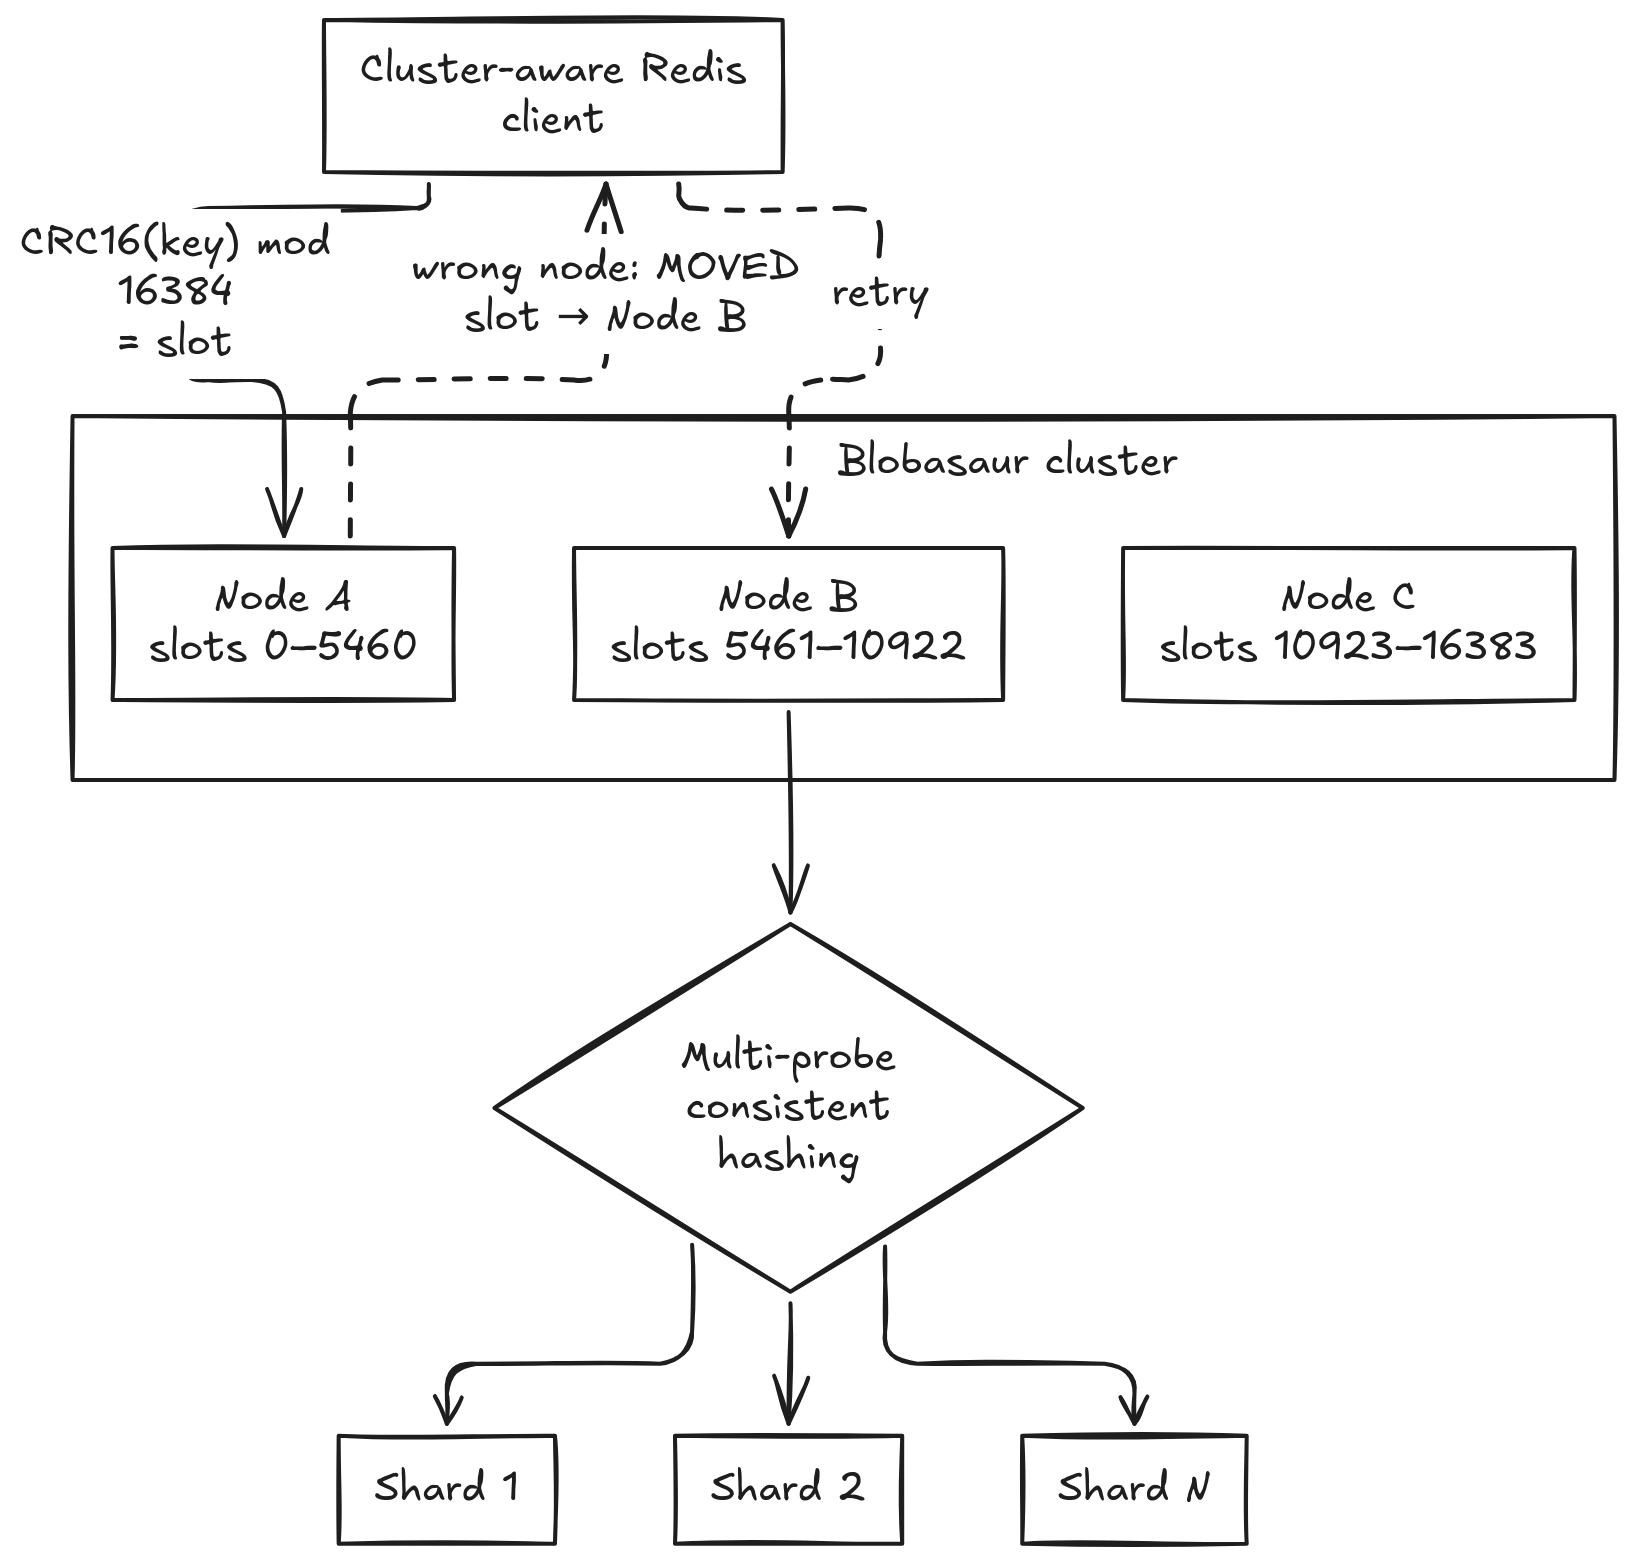 Cluster-aware Redis
client
CRC16(key) mod
16384
= slot
wrong node: MOVED
slot → Node B
retry
Blobasaur cluster
Node A
slots 0–5460
Node B
slots 5461–10922
Node C
slots 10923–16383
Multi-probe
consistent
hashing
Shard 1
Shard 2
Shard N